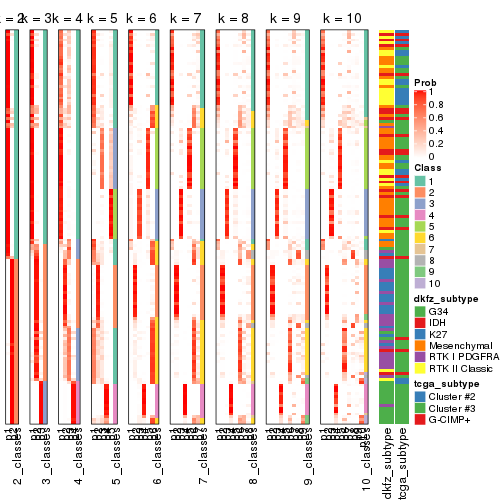 k = 2 k = 3 k = 4 k = 5 k = 6 k = 7 k = 8 k = 9 k = 10
Prob
1
0.8
0.6
0.4
0.2
0
Class
1
2
3
4
5
6
7
8
9
10
dkfz_subtype
G34
IDH
K27
Mesenchymal
RTK I PDGFRA
RTK II Classic
tcga_subtype
Cluster #2
Cluster #3
G-CIMP+
2_classes
3_classes
4_classes
5_classes
6_classes
7_classes
8_classes
9_classes
10_classes
dkfz_subtype
tcga_subtype